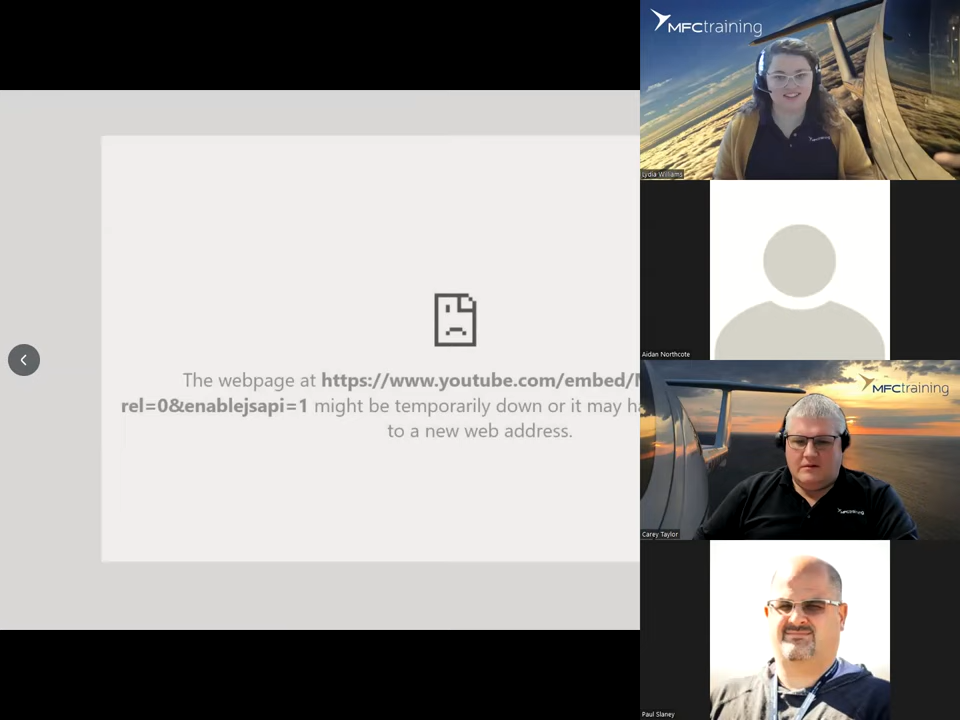 MFCtraining
Lydia Williams
The webpage at https://www.youtube.com/embed/
rel=0&enablejsapi=1 might be temporarily down or it may
to a new web address.
Aidan Northcote
MFCtraining
Carey Taylor
Paul Slaney